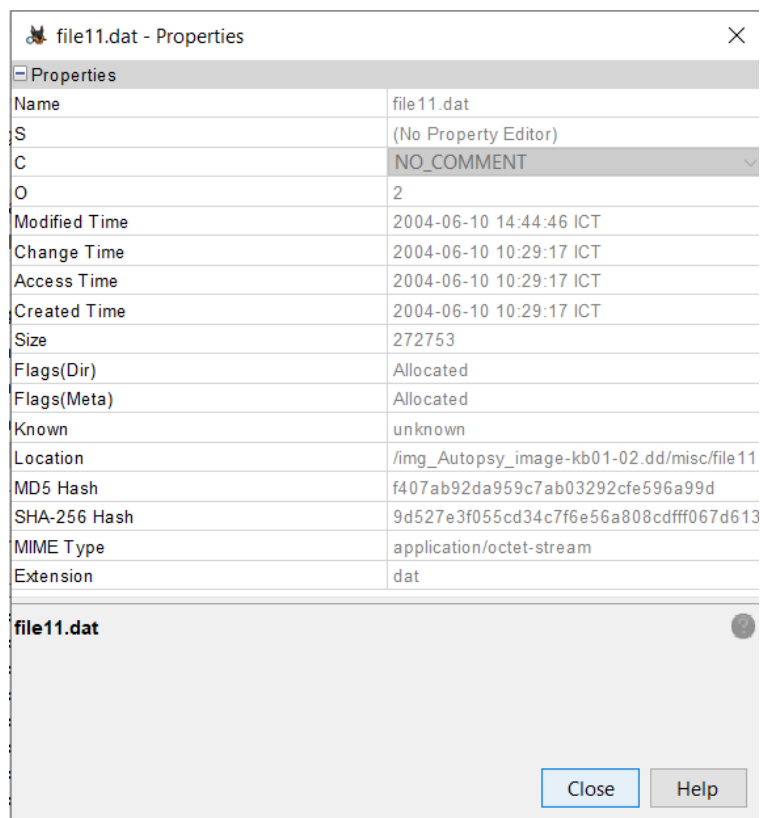 file11.dat - Properties
Properties
Name file11.dat
S (No Property Editor)
C NO_COMMENT
O 2
Modified Time 2004-06-10 14:44:46 ICT
Change Time 2004-06-10 10:29:17 ICT
Access Time 2004-06-10 10:29:17 ICT
Created Time 2004-06-10 10:29:17 ICT
Size 272753
Flags(Dir) Allocated
Flags(Meta) Allocated
Known unknown
Location /img_Autopsy_image-kb01-02.dd/misc/file11
MD5 Hash f407ab92da959c7ab03292cfe596a99d
SHA-256 Hash 9d527e3f055cd34c7f6e56a808cdfff067d613
MIME Type application/octet-stream
Extension dat
file11.dat
Close Help